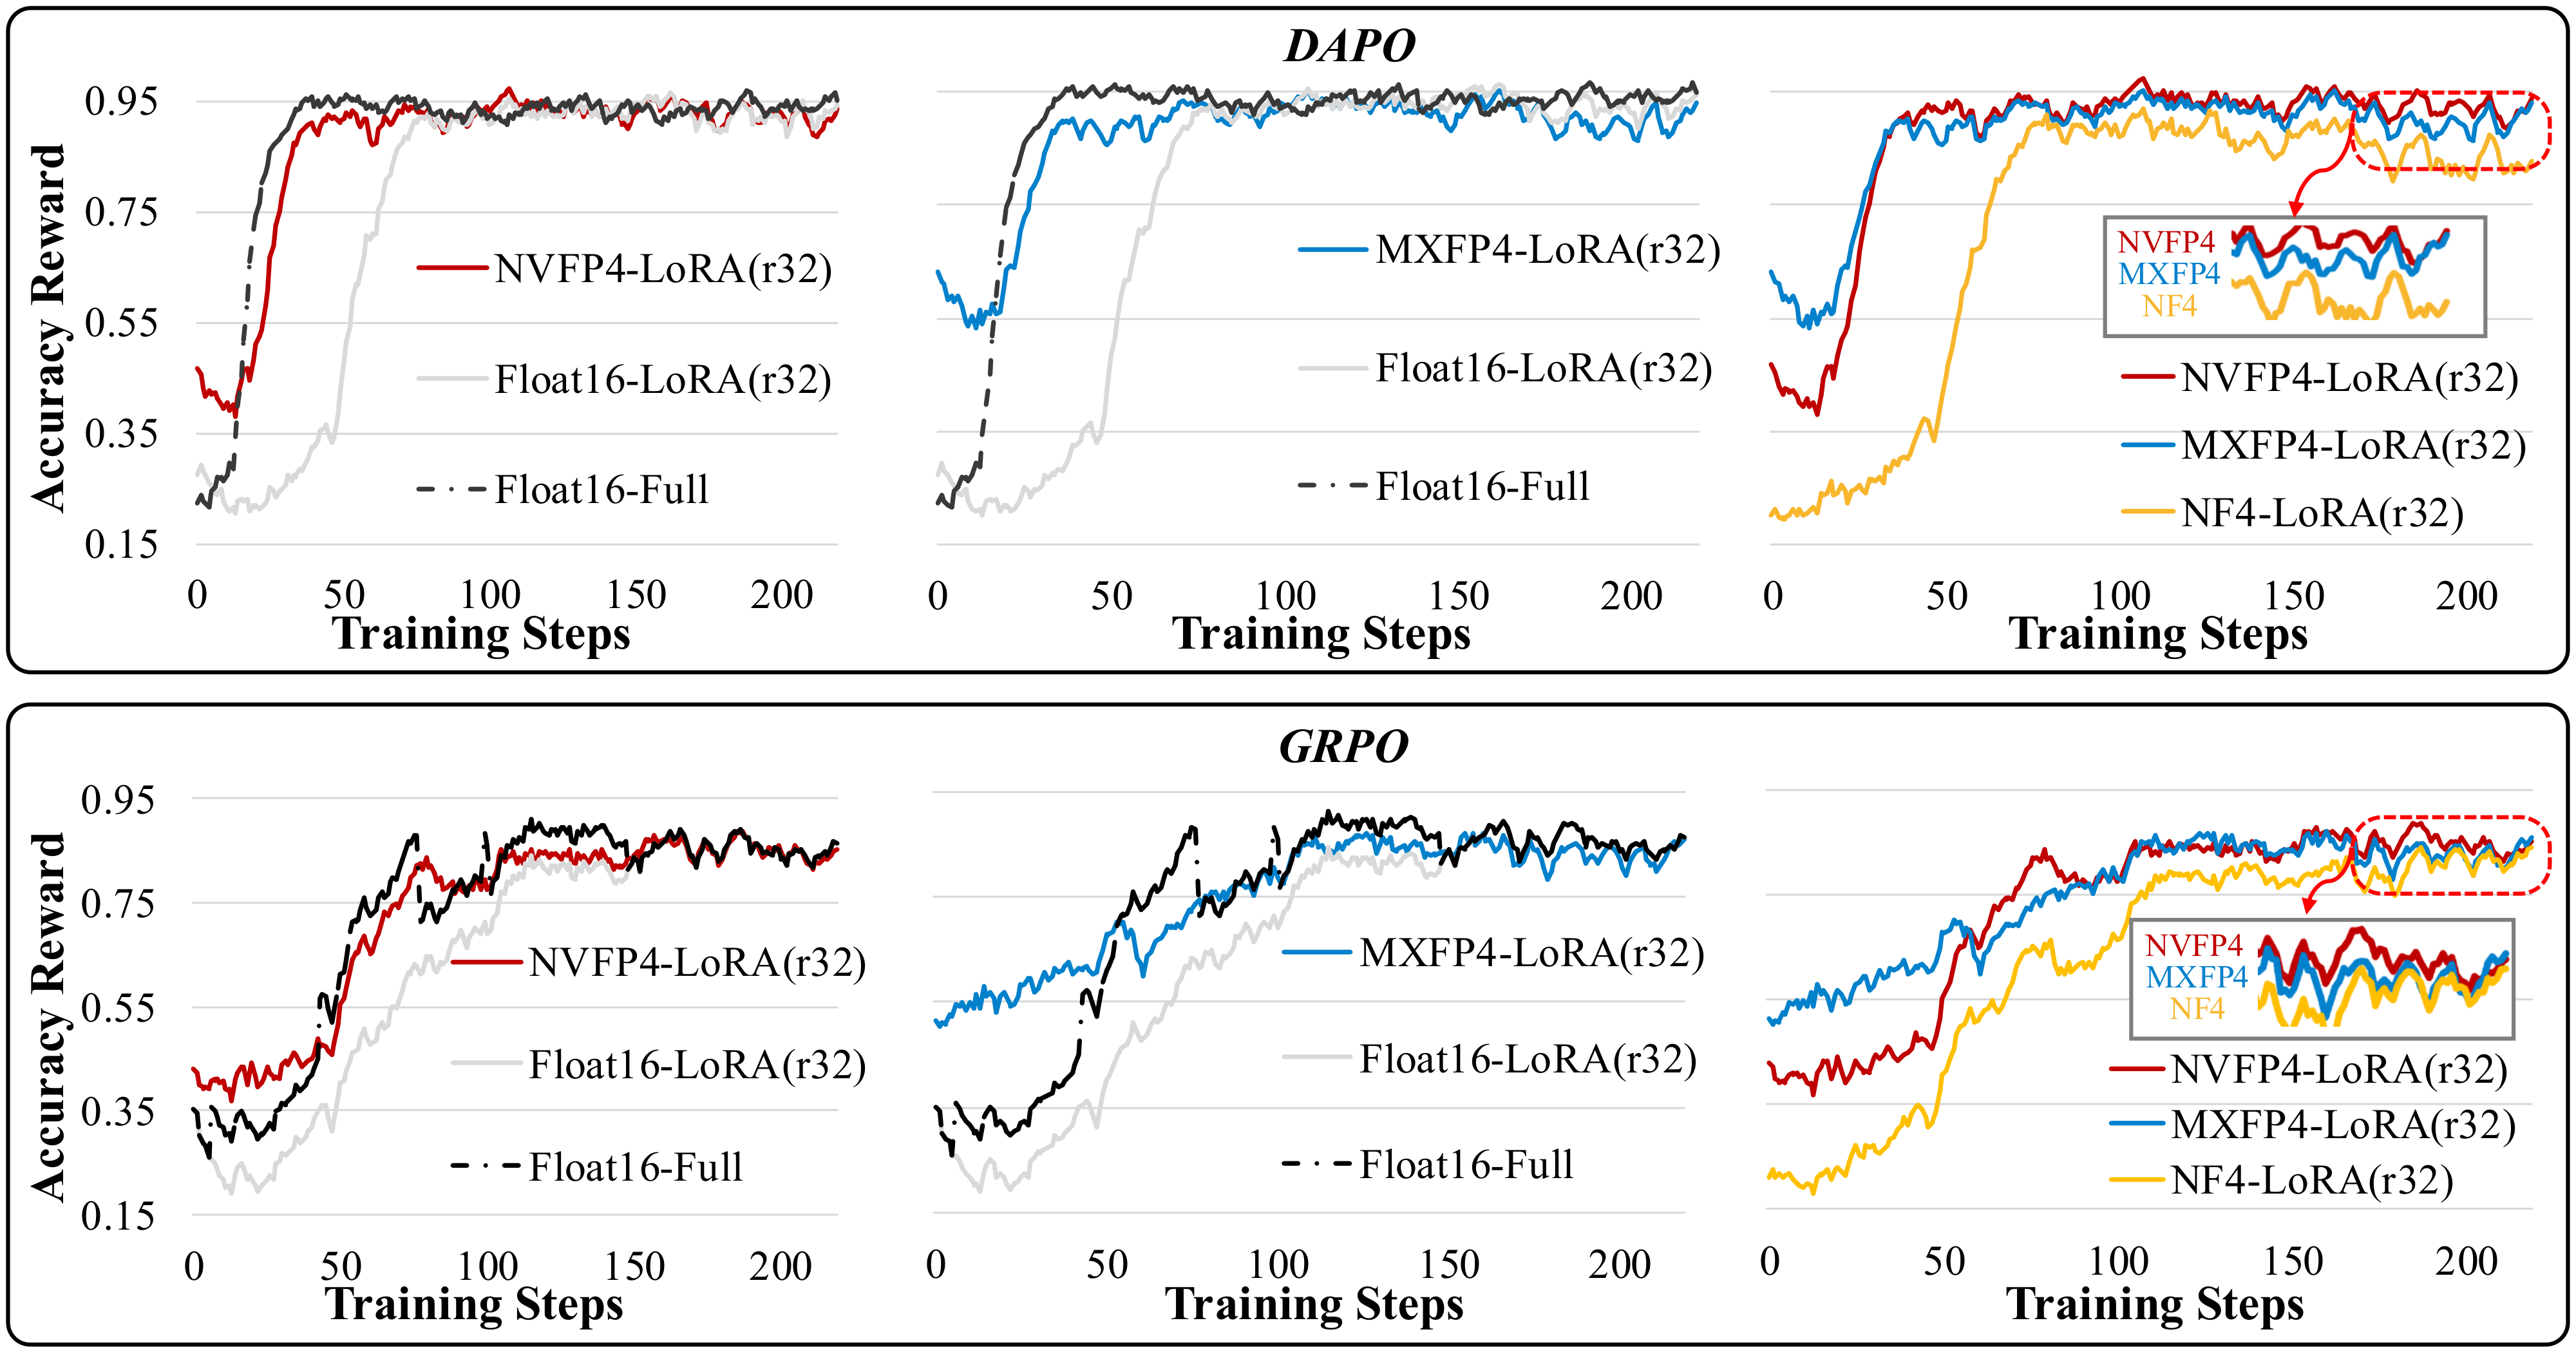 DAPO
Accuracy Reward
0.95
0.75
0.55
0.35
0.15
NVFP4-LoRA(r32)
Float16-LoRA(r32)
Float16-Full
0 50 100 150 200
Training Steps
MXFP4-LoRA(r32)
Float16-LoRA(r32)
Float16-Full
0 50 100 150 200
Training Steps
NVFP4
MXFP4
NF4
NVFP4-LoRA(r32)
MXFP4-LoRA(r32)
NF4-LoRA(r32)
0 50 100 150 200
Training Steps
GRPO
Accuracy Reward
0.95
0.75
0.55
0.35
0.15
NVFP4-LoRA(r32)
Float16-LoRA(r32)
Float16-Full
0 50 100 150 200
Training Steps
MXFP4-LoRA(r32)
Float16-LoRA(r32)
Float16-Full
0 50 100 150 200
Training Steps
NVFP4
MXFP4
NF4
NVFP4-LoRA(r32)
MXFP4-LoRA(r32)
NF4-LoRA(r32)
0 50 100 150 200
Training Steps